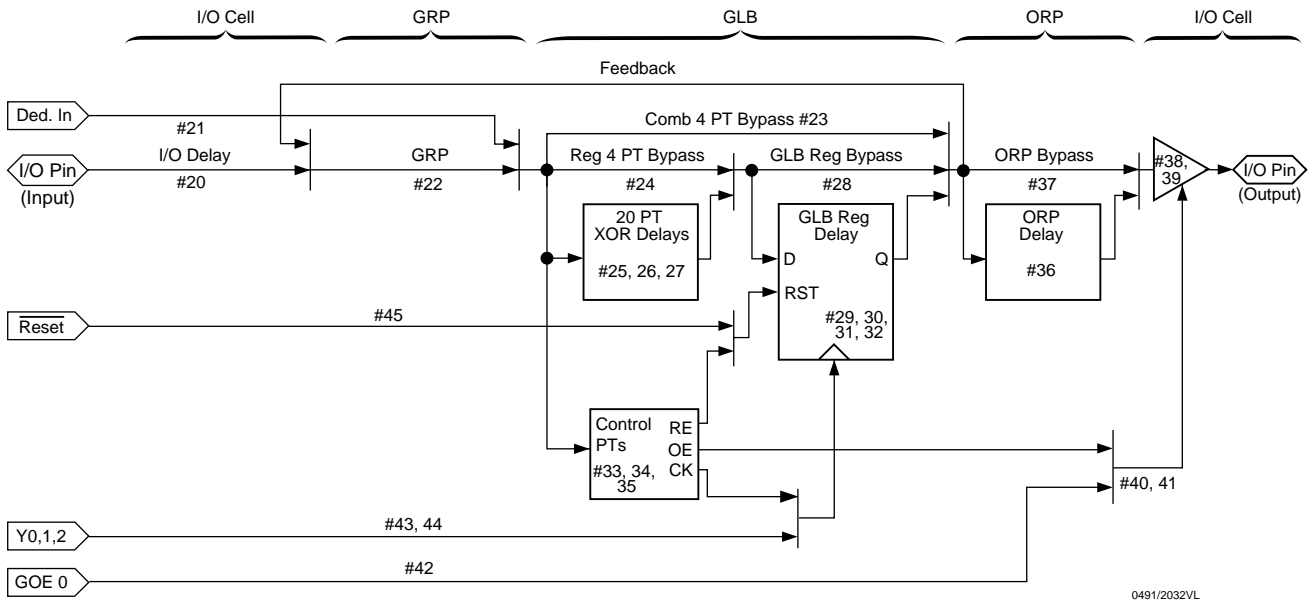 I/O Cell
GRP
GLB
ORP
I/O Cell
Feedback
Ded. In
#21
Comb 4 PT Bypass #23
I/O Pin
(Input)
I/O Delay
#20
GRP
#22
Reg 4 PT Bypass
#24
GLB Reg Bypass
#28
ORP Bypass
#37
#38,
39
I/O Pin
(Output)
20 PT
XOR Delays
#25, 26, 27
GLB Reg
Delay
D
Q
RST
#29, 30,
31, 32
ORP
Delay
#36
Reset
#45
Control
PTs
RE
OE
CK
#33, 34,
35
#40, 41
Y0,1,2
#43, 44
GOE 0
#42
0491/2032VL